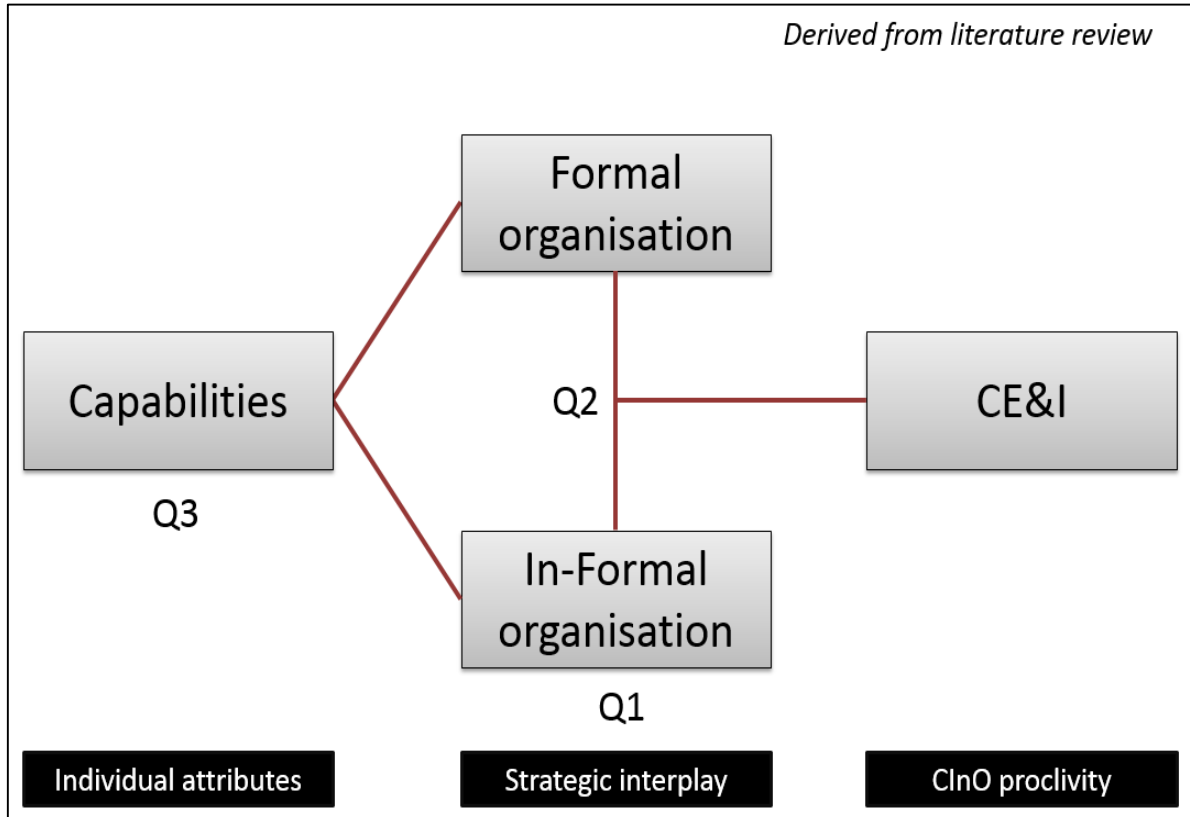 Derived from literature review
Formal
organisation
Capabilities
Q2
CE&I
Q3
In-Formal
organisation
Q1
Individual attributes
Strategic interplay
CInO proclivity